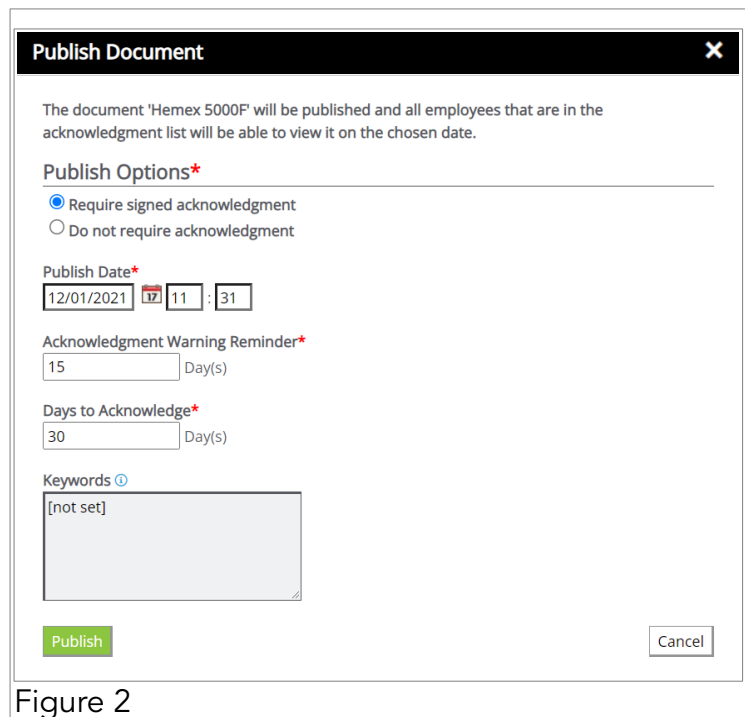 Publish Document ×
The document 'Hemex 5000F' will be published and all employees that are in the
acknowledgment list will be able to view it on the chosen date.
Publish Options*
Require signed acknowledgment
Do not require acknowledgment
Publish Date*
12/01/2021 17 11 : 31
Acknowledgment Warning Reminder*
15 Day(s)
Days to Acknowledge*
30 Day(s)
Keywords i
[not set]
Publish Cancel
Figure 2